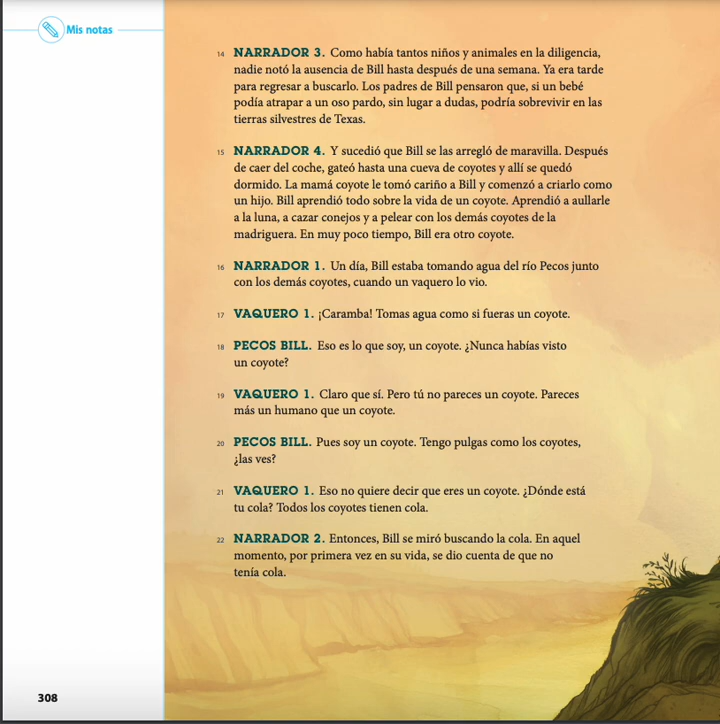 Mis notas
14 NARRADOR 3. Como había tantos niños y animales en la diligencia,
nadie notó la ausencia de Bill hasta después de una semana. Ya era tarde
para regresar a buscarlo. Los padres de Bill pensaron que, si un bebé
podía atrapar a un oso pardo, sin lugar a dudas, podría sobrevivir en las
tierras silvestres de Texas.
15 NARRADOR 4. Y sucedió que Bill se las arregló de maravilla. Después
de caer del coche, gateó hasta una cueva de coyotes y allí se quedó
dormido. La mamá coyote le tomó cariño a Bill y comenzó a criarlo como
un hijo. Bill aprendió todo sobre la vida de un coyote. Aprendió a aullarle
a la luna, a cazar conejos y a pelear con los demás coyotes de la
madriguera. En muy poco tiempo, Bill era otro coyote.
16 NARRADOR 1. Un día, Bill estaba tomando agua del río Pecos junto
con los demás coyotes, cuando un vaquero lo vio.
17 VAQUERO 1. ¡Caramba! Tomas agua como si fueras un coyote.
18 PECOS BILL. Eso es lo que soy, un coyote. ¿Nunca habías visto
un coyote?
19 VAQUERO 1. Claro que sí. Pero tú no pareces un coyote. Pareces
más un humano que un coyote.
20 PECOS BILL. Pues soy un coyote. Tengo pulgas como los coyotes,
¿las ves?
21 VAQUERO 1. Eso no quiere decir que eres un coyote. ¿Dónde está
tu cola? Todos los coyotes tienen cola.
22 NARRADOR 2. Entonces, Bill se miró buscando la cola. En aquel
momento, por primera vez en su vida, se dio cuenta de que no
tenía cola.
308